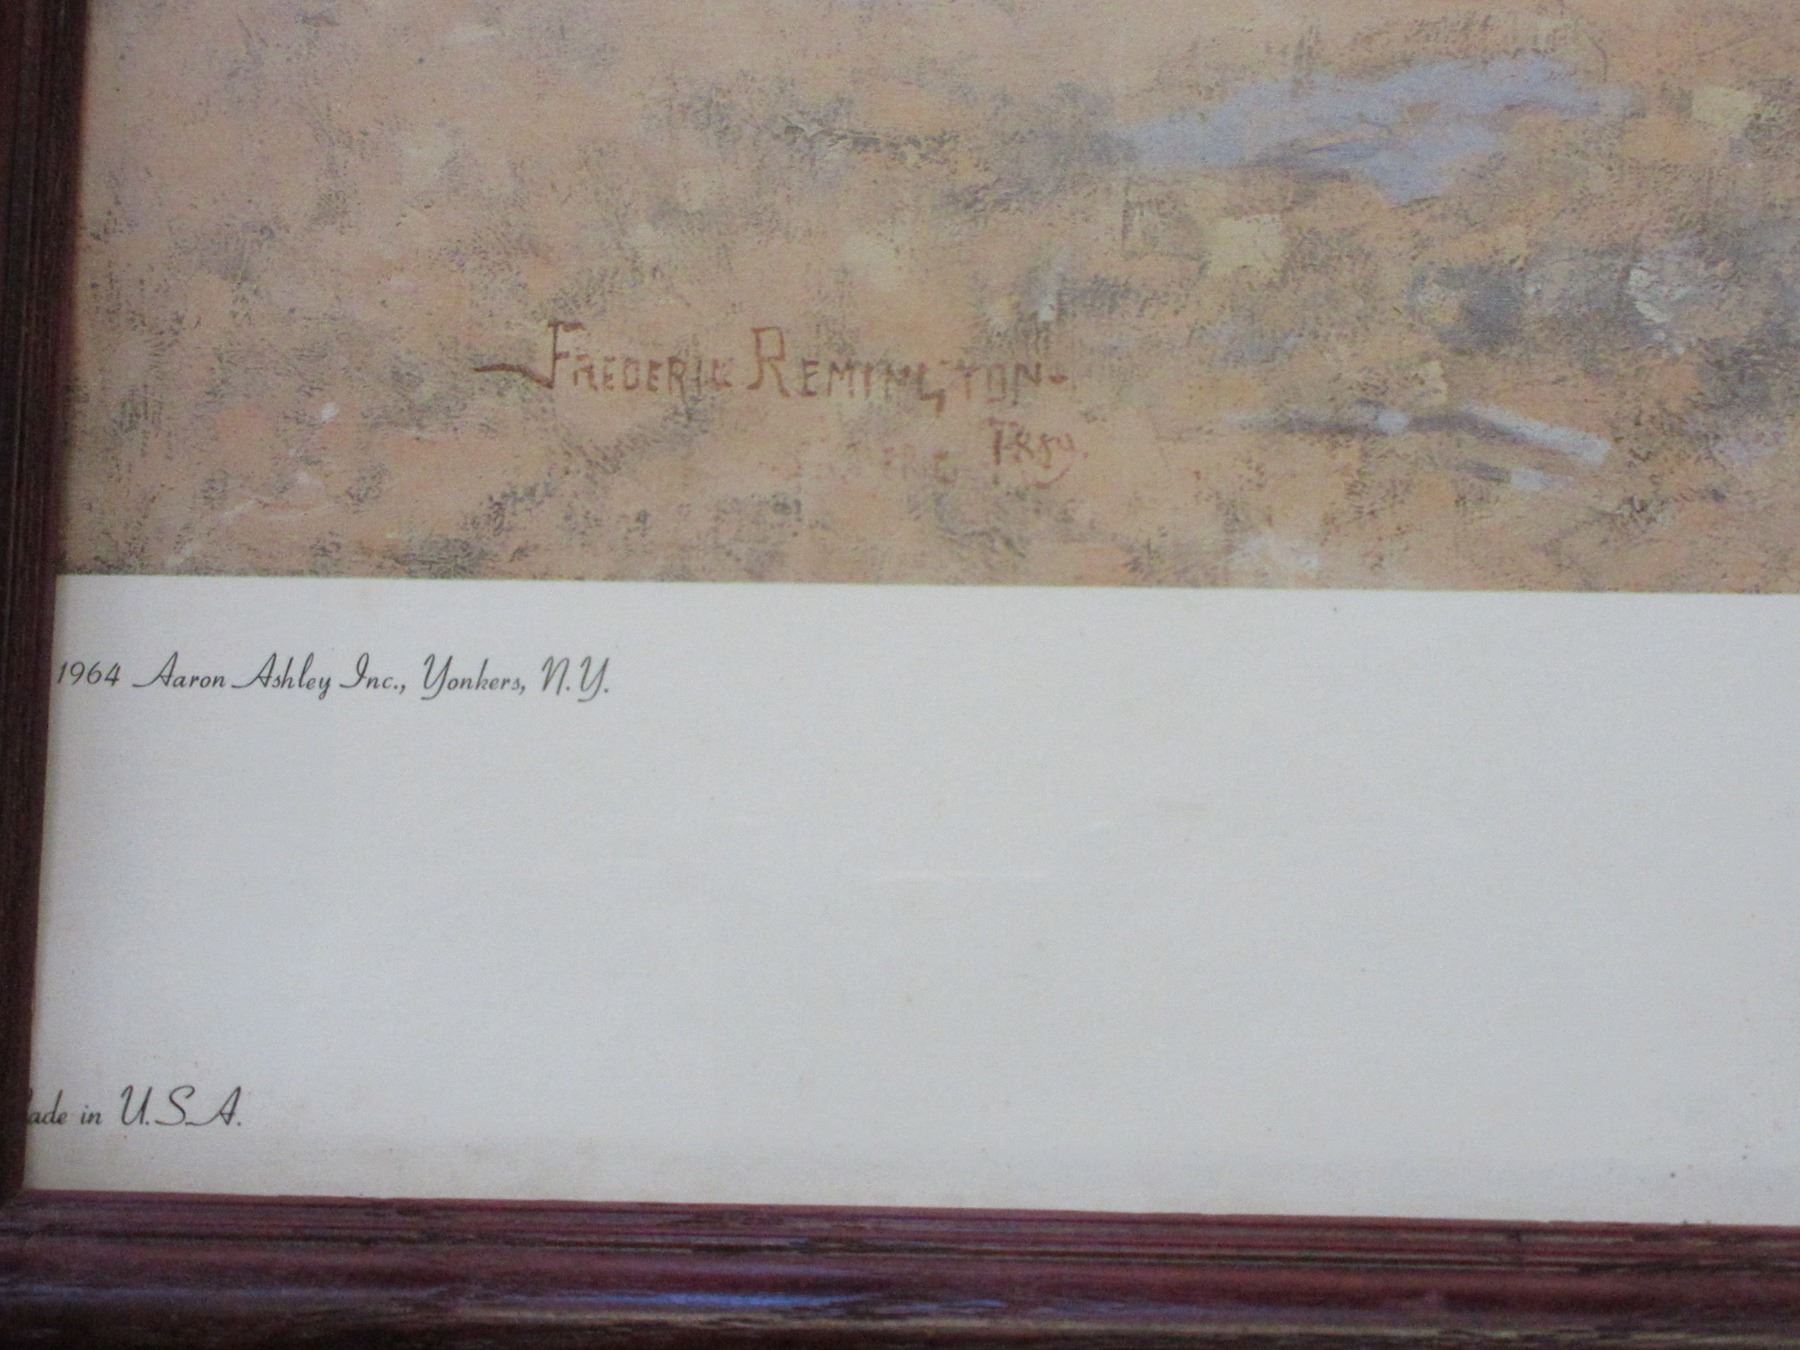 FREDERIC REMINGTON-
1889.
1964 Aaron Ashley Inc., Yonkers, N.Y.
ade in U.S.A.